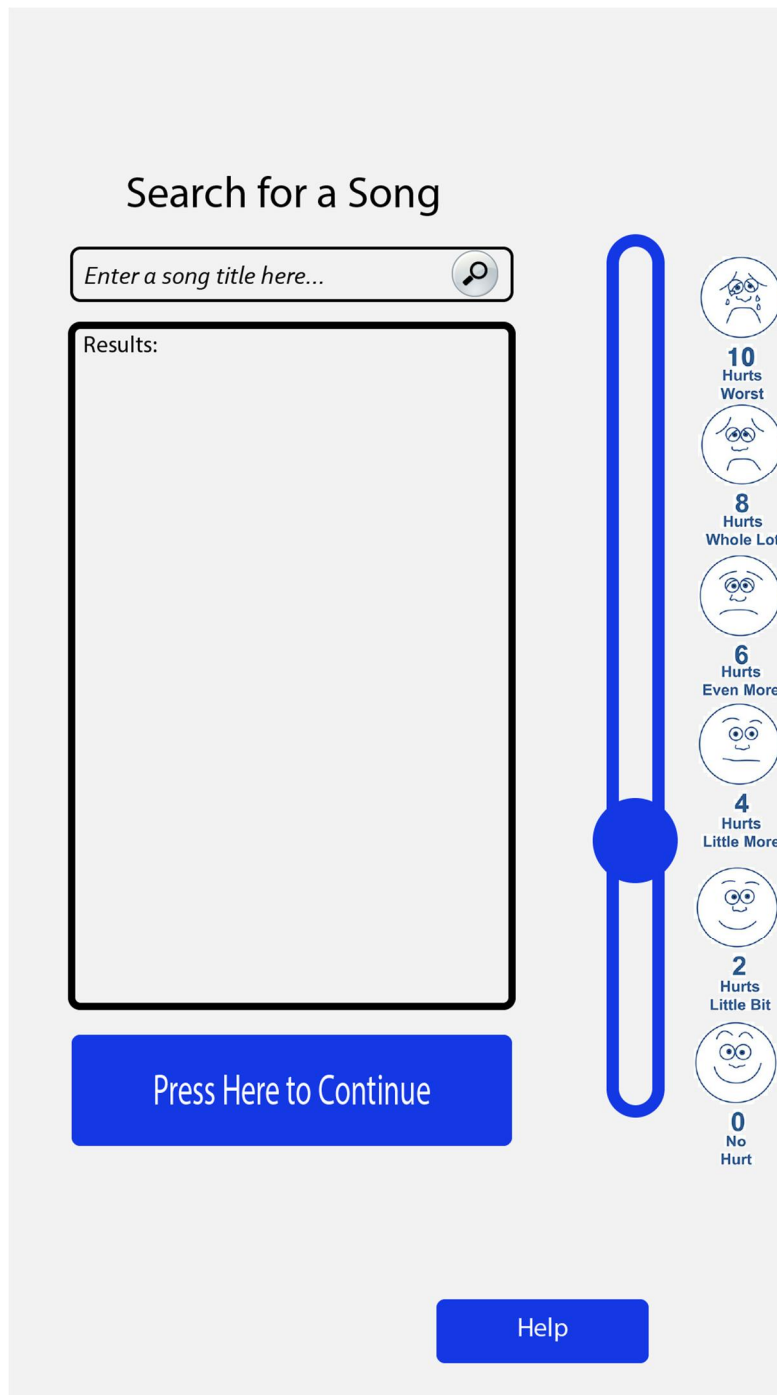 Search for a Song
Enter a song title here...
Results:
Press Here to Continue
10
Hurts
Worst
8
Hurts
Whole Lot
6
Hurts
Even More
4
Hurts
Little More
2
Hurts
Little Bit
0
No
Hurt
Help